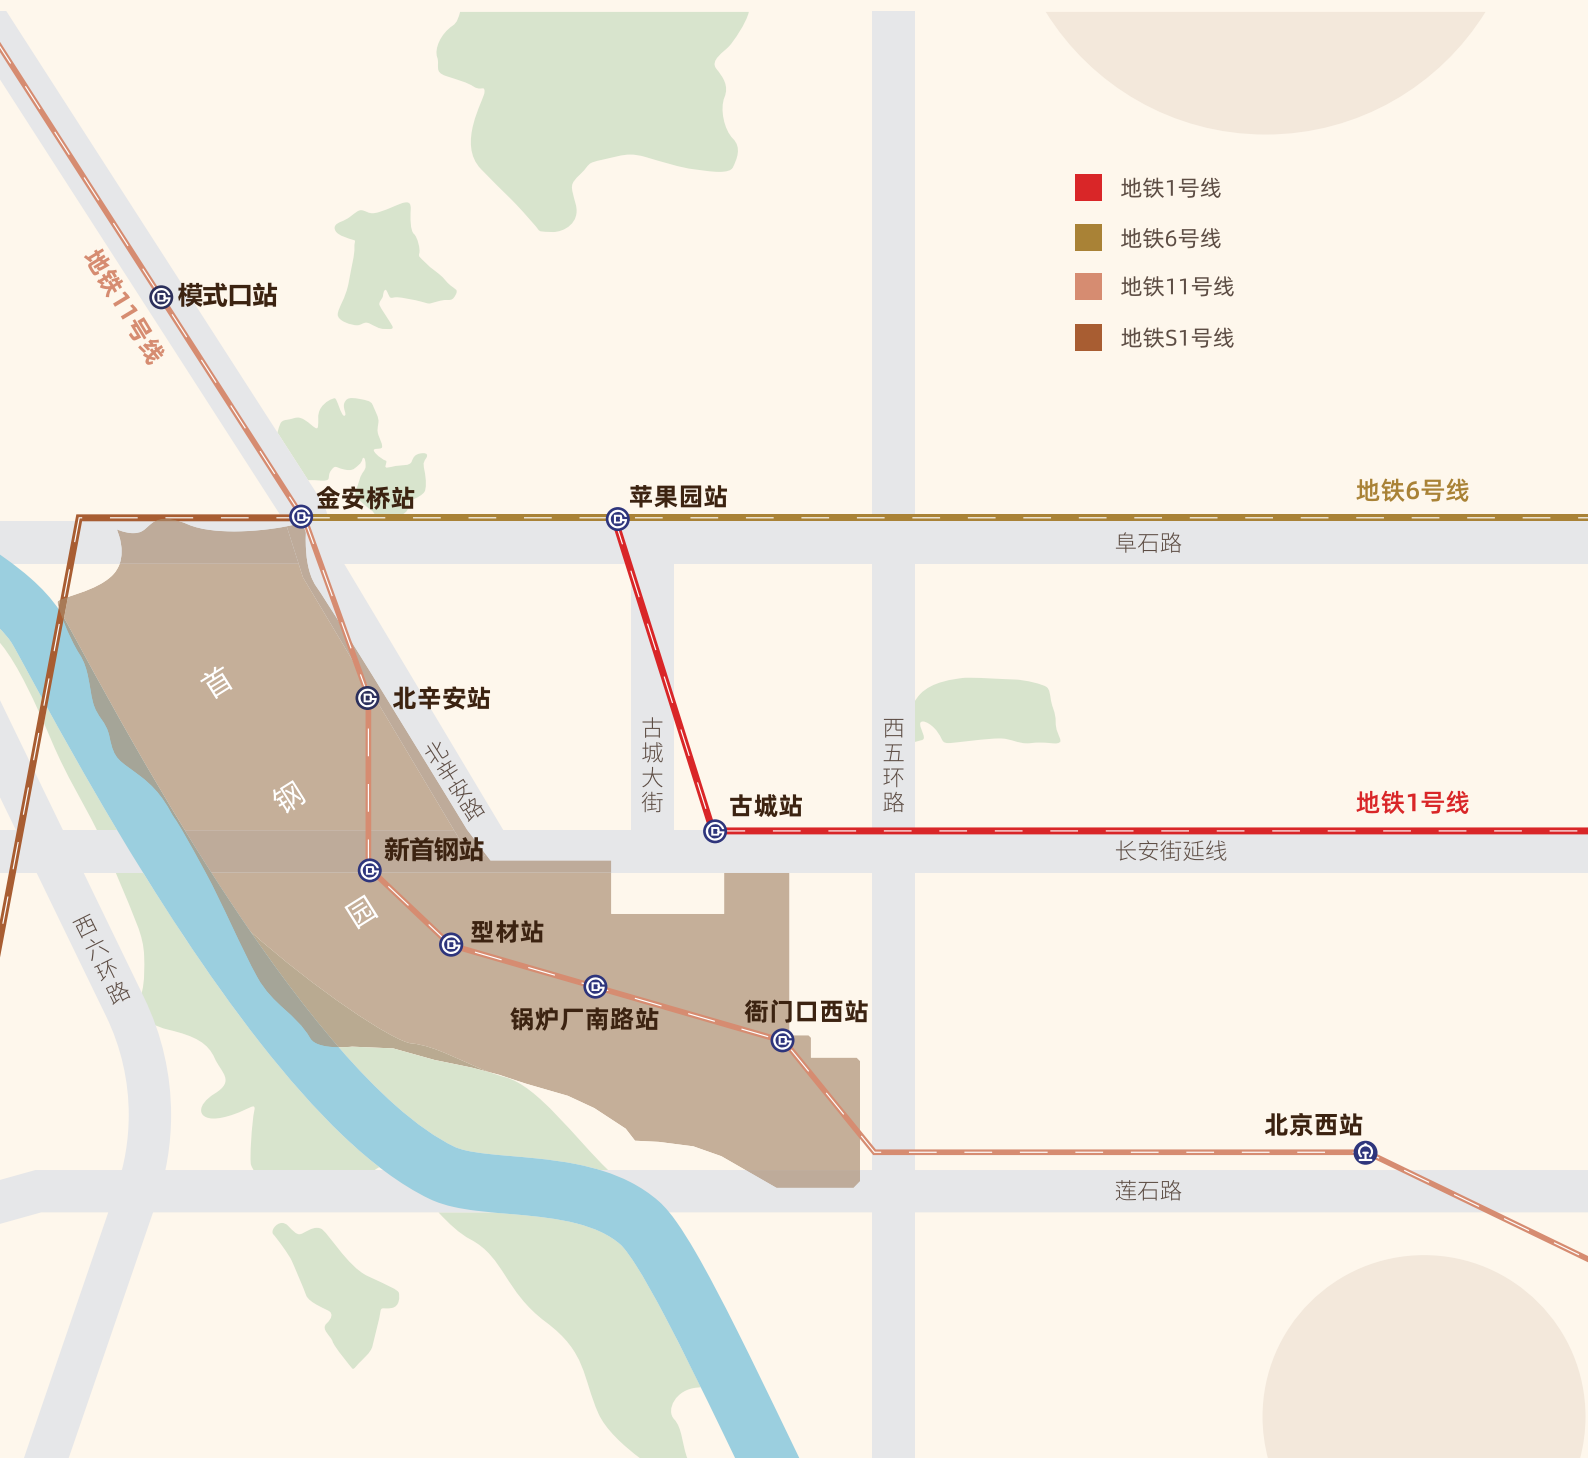 地铁1号线
地铁6号线
地铁11号线
地铁S1号线
地铁11号线
模式口站
金安桥站
苹果园站
地铁6号线
阜石路
首钢园
北辛安站
北辛安路
古城大街
西五环路
古城站
地铁1号线
长安街延线
新首钢站
西六环路
型材站
锅炉厂南路站
衙门口西站
北京西站
莲石路